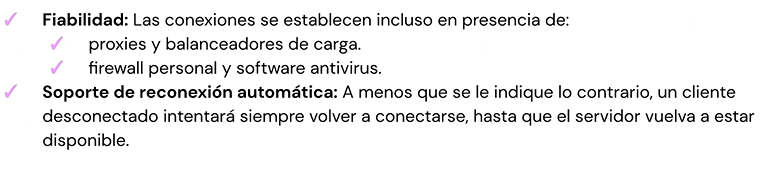 ✓ Fiabilidad: Las conexiones se establecen incluso en presencia de:
✓ proxies y balanceadores de carga.
✓ firewall personal y software antivirus.
✓ Soporte de reconexión automática: A menos que se le indique lo contrario, un cliente
desconectado intentará siempre volver a conectarse, hasta que el servidor vuelva a estar
disponible.